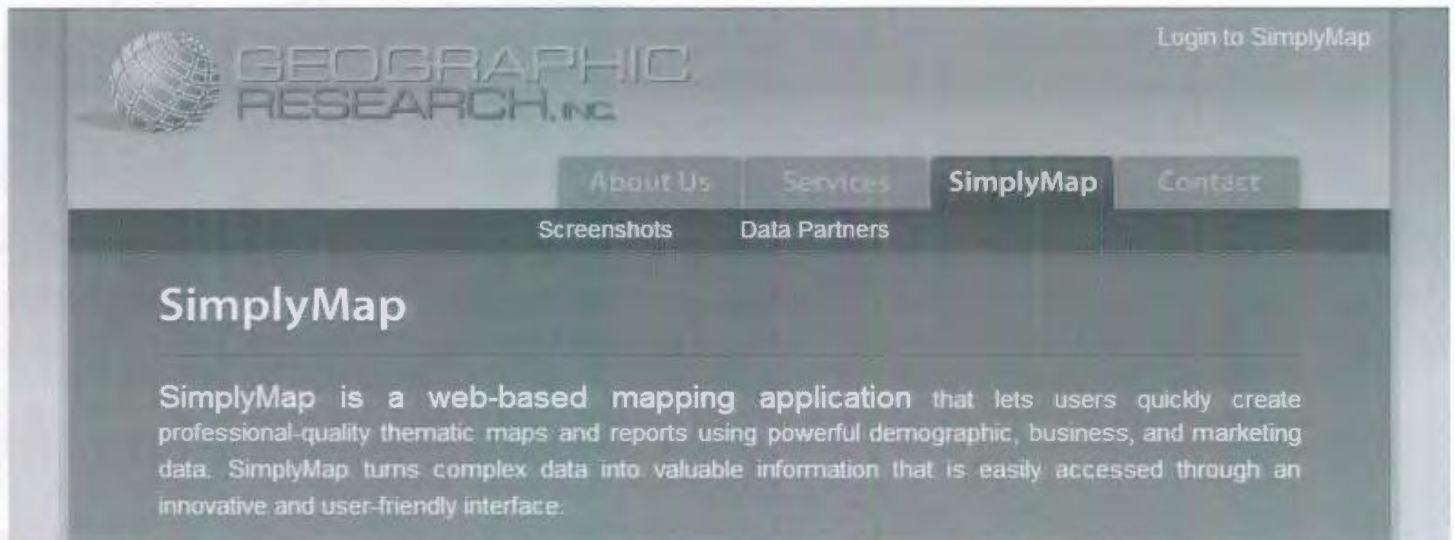 Login to SimplyMap
GEOGRAPHIC
RESEARCH, INC.
About Us Services SimplyMap Contact
Screenshots Data Partners
SimplyMap
SimplyMap is a web-based mapping application that lets users quickly create
professional-quality thematic maps and reports using powerful demographic, business, and marketing
data. SimplyMap turns complex data into valuable information that is easily accessed through an
innovative and user-friendly interface.